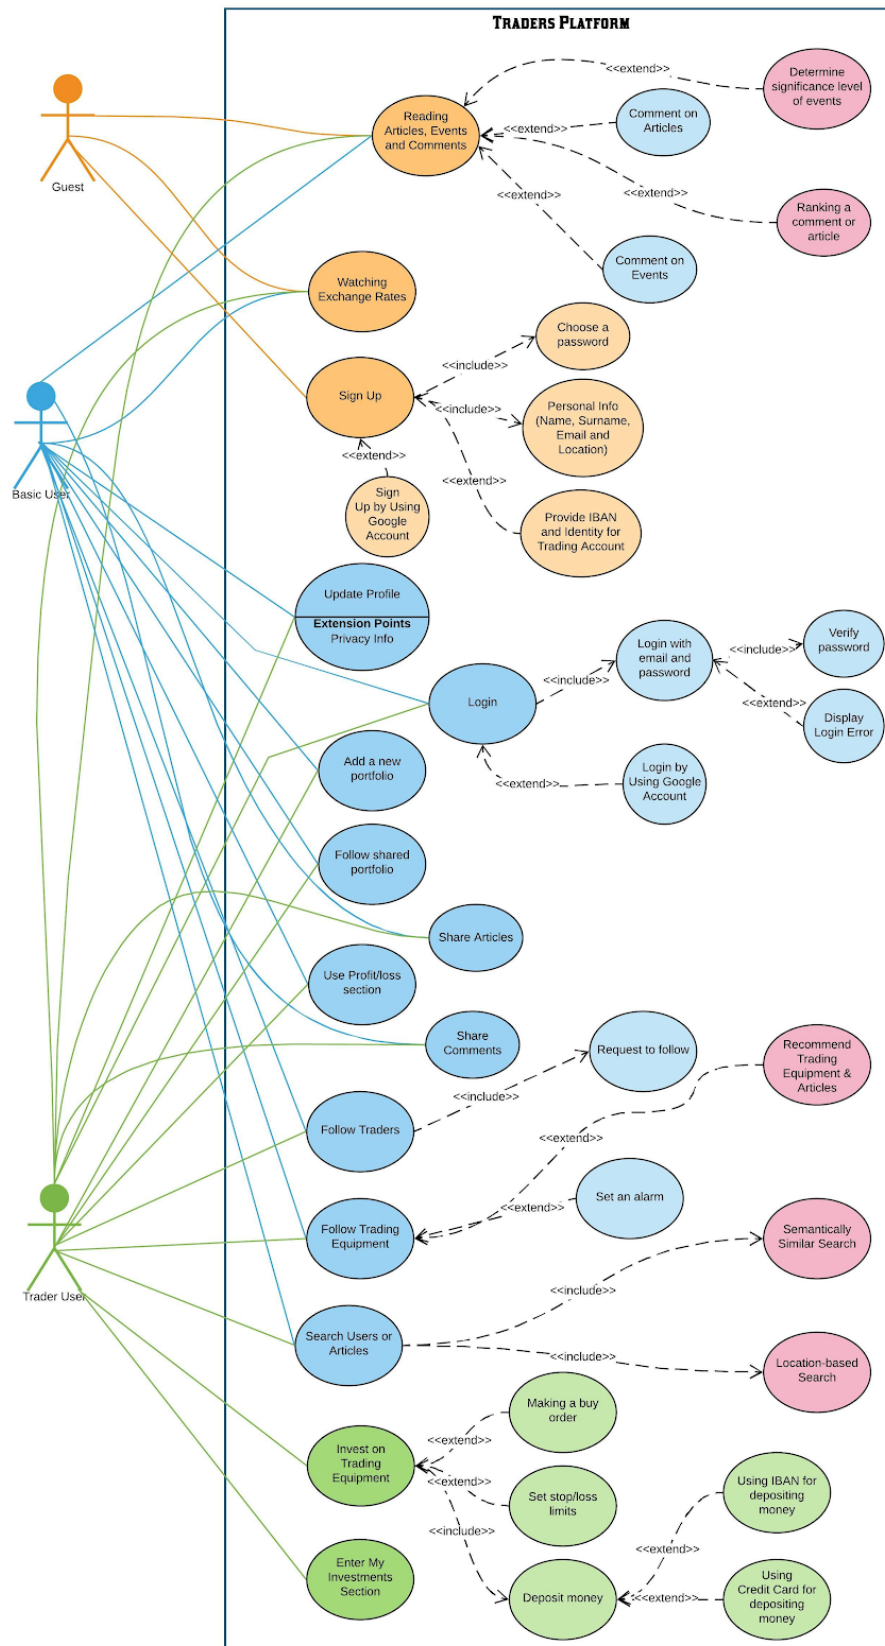 TRADERS PLATFORM
Guest
Reading
Articles, Events
and Comments
<<extend>>
Determine
significance level
of events
<<extend>>
Comment on
Articles
<<extend>>
Ranking a
comment or
article
<<extend>>
Comment on
Events
Watching
Exchange Rates
Sign Up
<<include>>
Choose a
password
<<include>>
Personal Info
(Name, Surname,
Email and
Location)
<<extend>>
Sign
Up by Using
Google
Account
<<extend>>
Provide IBAN
and Identity for
Trading Account
Basic User
Update Profile
Extension Points
Privacy Info
Login
<<include>>
Login with
email and
password
<<include>>
Verify
password
<<extend>>
Display
Login Error
<<extend>>
Login by
Using Google
Account
Add a new
portfolio
Follow shared
portfolio
Share Articles
Use Profit/loss
section
Share
Comments
Request to follow
<<include>>
Follow Traders
Recommend
Trading
Equipment &
Articles
<<extend>>
Set an alarm
<<extend>>
Follow Trading
Equipment
Trader User
Semantically
Similar Search
<<include>>
Search Users or
Articles
<<include>>
Location-based
Search
Making a buy
order
<<extend>>
Invest on
Trading
Equipment
<<extend>>
Set stop/loss
limits
<<include>>
Using IBAN for
depositing
money
<<extend>>
Enter My
Investments
Section
Deposit money
<<extend>>
Using
Credit Card for
depositing
money